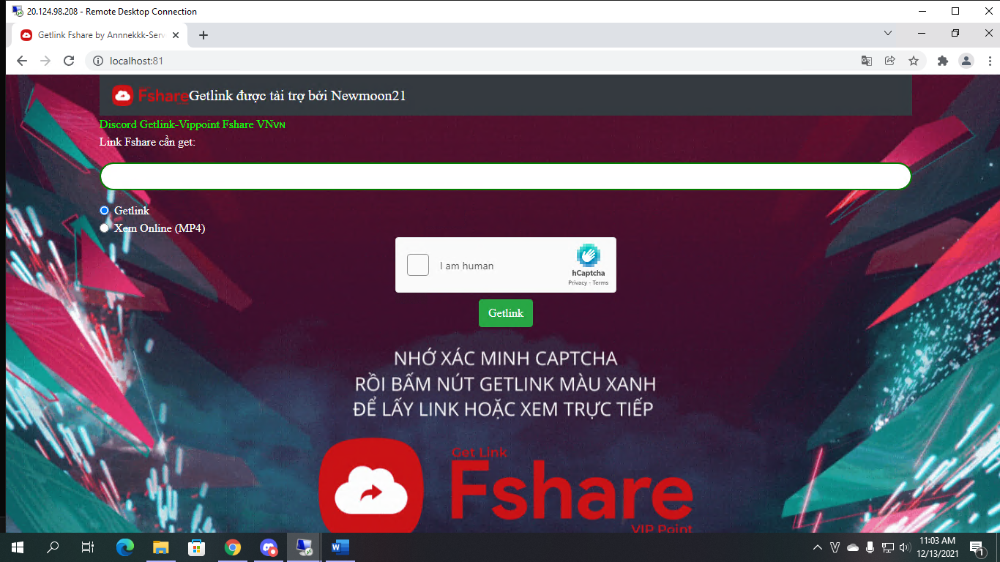 20.124.98.208 - Remote Desktop Connection
Getlink Fshare by Annnekkk-Serv
localhost:81
Fshare Getlink được tài trợ bởi Newmoon21
Discord Getlink-Vippoint Fshare VNVN
Link Fshare cần get:
Getlink
Xem Online (MP4)
I am human
hCaptcha
Privacy - Terms
Getlink
NHỚ XÁC MINH CAPTCHA
RỒI BẤM NÚT GETLINK MÀU XANH
ĐỂ LẤY LINK HOẶC XEM TRỰC TIẾP
Get Link
Fshare
VIP Point
11:03 AM
12/13/2021
1